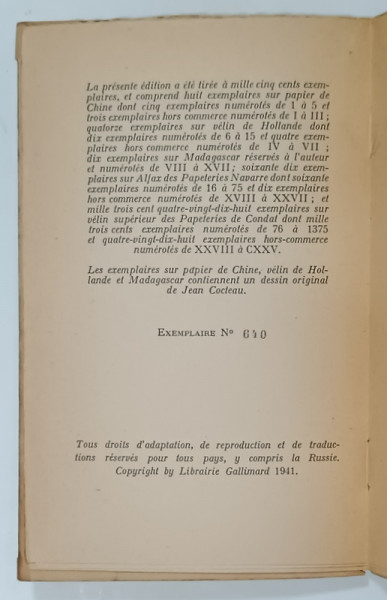 La présente édition a été tirée à mille cinq cents exem-
plaires, et comprend huit exemplaires sur papier de
Chine dont cinq exemplaires numérotés de 1 à 5 et
trois exemplaires hors commerce numérotés de I à III ;
quatorze exemplaires sur vélin de Hollande dont
dix exemplaires numérotés de 6 à 15 et quatre exem-
plaires hors commerce numérotés de IV à VII ;
dix exemplaires sur Madagascar réservés à l'auteur
et numérotés de VIII à XVII ; soixante dix exem-
plaires sur Alfax des Papeteries Navarre dont soixante
exemplaires numérotés de 16 à 75 et dix exemplaires
hors commerce numérotés de XVIII à XXVII ; et
mille trois cent quatre-vingt-dix-huit exemplaires sur
vélin supérieur des Papeteries de Condat dont mille
trois cents exemplaires numérotés de 76 à 1375
et quatre-vingt-dix-huit exemplaires hors-commerce
numérotés de XXVIII à CXXV.
Les exemplaires sur papier de Chine, vélin de Hol-
lande et Madagascar contiennent un dessin original
de Jean Cocteau.
EXEMPLAIRE No 640
Tous droits d'adaptation, de reproduction et de traduc-
tions réservés pour tous pays, y compris la Russie.
Copyright by Librairie Gallimard 1941.